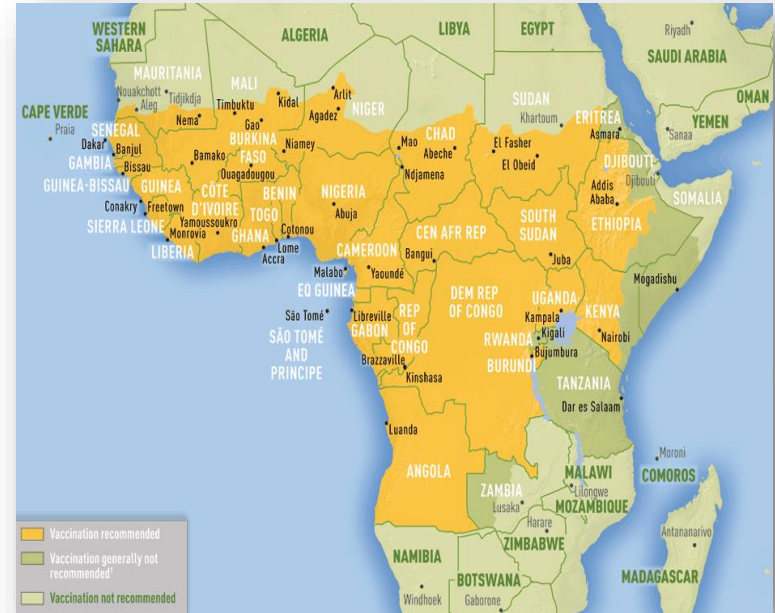 WESTERN
SAHARA
ALGERIA
LIBYA
EGYPT
Riyadh
SAUDI ARABIA
OMAN
YEMEN
Sanaa
MAURITANIA
Nouakchott
Aleg
Tidjikdja
MALI
Kidal
Timbuktu
Nema
Gao
Arlit
Agadez
NIGER
SUDAN
Khartoum
ERITREA
Asmara
CAPE VERDE
Praia
SENEGAL
Dakar
Banjul
GAMBIA
Bissau
GUINEA-BISSAU
GUINEA
Bamako
BURKINA
FASO
Ouagadougou
Niamey
CHAD
Mao
Abeche
Ndjamena
El Fasher
El Obeid
DJIBOUTI
Djibouti
SOMALIA
Conakry
Freetown
SIERRA LEONE
CÔTE
D'IVOIRE
Yamoussoukro
Monrovia
LIBERIA
GHANA
TOGO
BENIN
Cotonou
Lome
Accra
NIGERIA
Abuja
CAMEROON
Yaoundé
Malabo
EQ GUINEA
CEN AFR REP
Bangui
SOUTH
SUDAN
Juba
Addis
Ababa
ETHIOPIA
Mogadishu
São Tomé
SÃO TOMÉ
AND
PRINCIPE
Libreville
GABON
REP
OF
CONGO
Brazzaville
Kinshasa
DEM REP
OF CONGO
UGANDA
Kampala
KENYA
Nairobi
RWANDA
Kigali
Bujumbura
BURUNDI
TANZANIA
Dar es Salaam
Luanda
ANGOLA
ZAMBIA
Lusaka
MALAWI
Lilongwe
MOZAMBIQUE
Moroni
COMOROS
Harare
ZIMBABWE
Antananarivo
MADAGASCAR
NAMIBIA
Windhoek
BOTSWANA
Gaborone
Vaccination recommended
Vaccination generally not
recommended¹
Vaccination not recommended